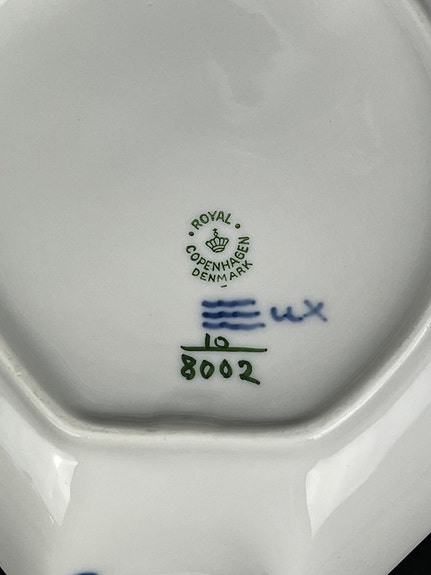 ROYAL
COPENHAGEN
DENMARK
ux
10
8002